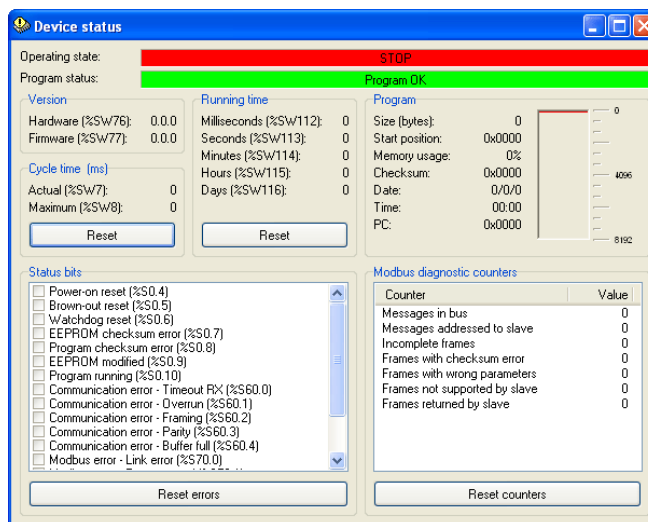 Device status
Operating state: STOP
Program status: Program OK
Version
Hardware (%SW76): 0.0.0
Firmware (%SW77): 0.0.0
Cycle time (ms)
Actual (%SW7): 0
Maximum (%SW8): 0
Reset
Running time
Milliseconds (%SW112): 0
Seconds (%SW113): 0
Minutes (%SW114): 0
Hours (%SW115): 0
Days (%SW116): 0
Reset
Program
Size (bytes): 0
Start position: 0x0000
Memory usage: 0%
Checksum: 0x0000
Date: 0/0/0
Time: 00:00
PC: 0x0000
0
4096
8192
Status bits
Power-on reset (%S0.4)
Brown-out reset (%S0.5)
Watchdog reset (%S0.6)
EEPROM checksum error (%S0.7)
Program checksum error (%S0.8)
EEPROM modified (%S0.9)
Program running (%S0.10)
Communication error - Timeout RX (%S60.0)
Communication error - Overrun (%S60.1)
Communication error - Framing (%S60.2)
Communication error - Parity (%S60.3)
Communication error - Buffer full (%S60.4)
Modbus error - Link error (%S70.0)
Reset errors
Modbus diagnostic counters
Counter Value
Messages in bus 0
Messages addressed to slave 0
Incomplete frames 0
Frames with checksum error 0
Frames with wrong parameters 0
Frames not supported by slave 0
Frames returned by slave 0
Reset counters